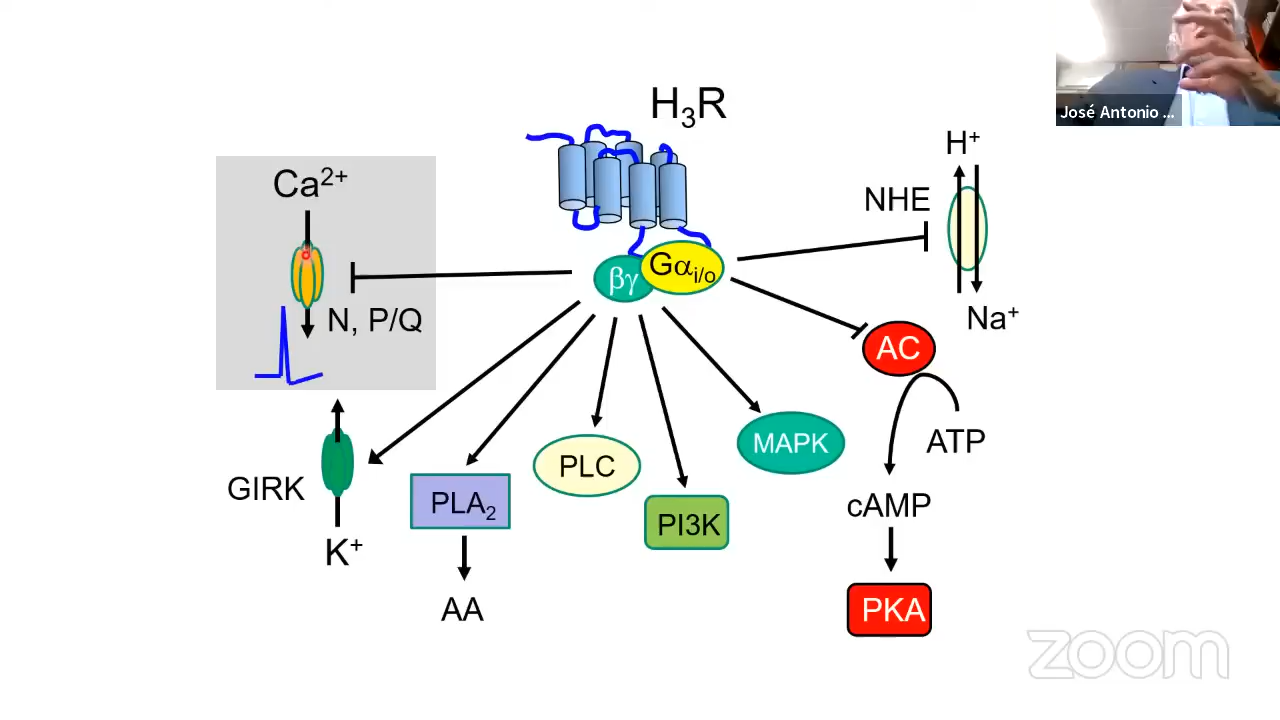 H₃R
José Antonio ...
Ca²⁺
N, P/Q
βγ
Gαi/o
NHE
H⁺
Na⁺
AC
ATP
cAMP
PKA
MAPK
PI3K
PLC
PLA₂
AA
GIRK
K⁺
zoom